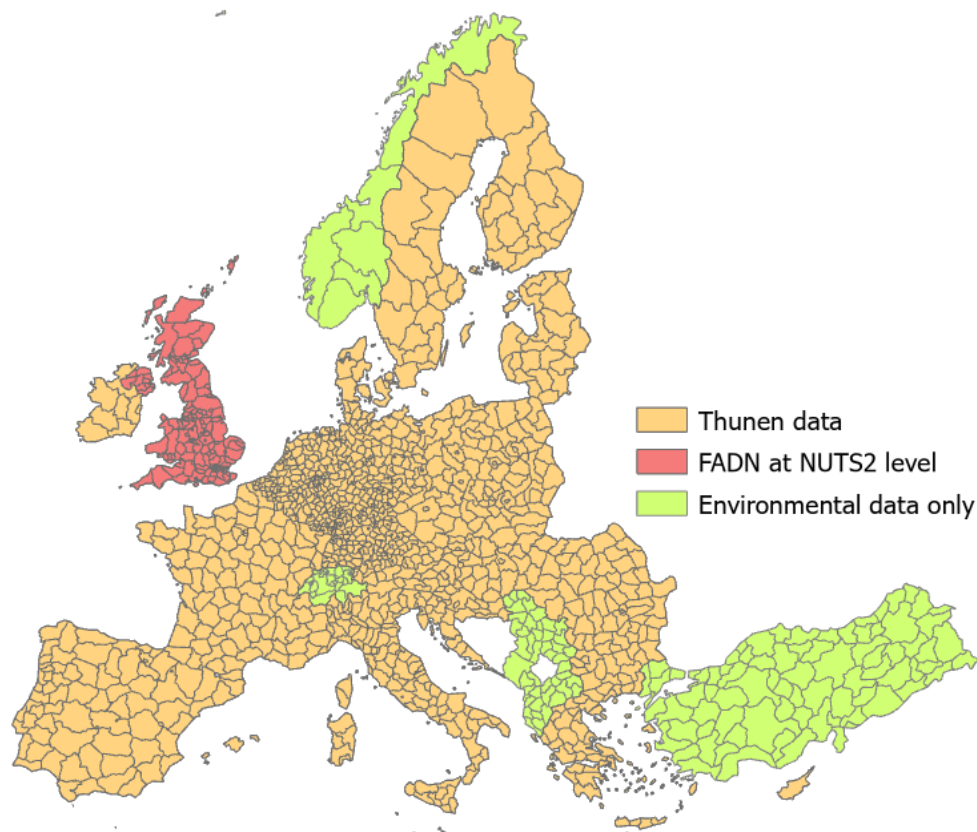 Thunen data
FADN at NUTS2 level
Environmental data only